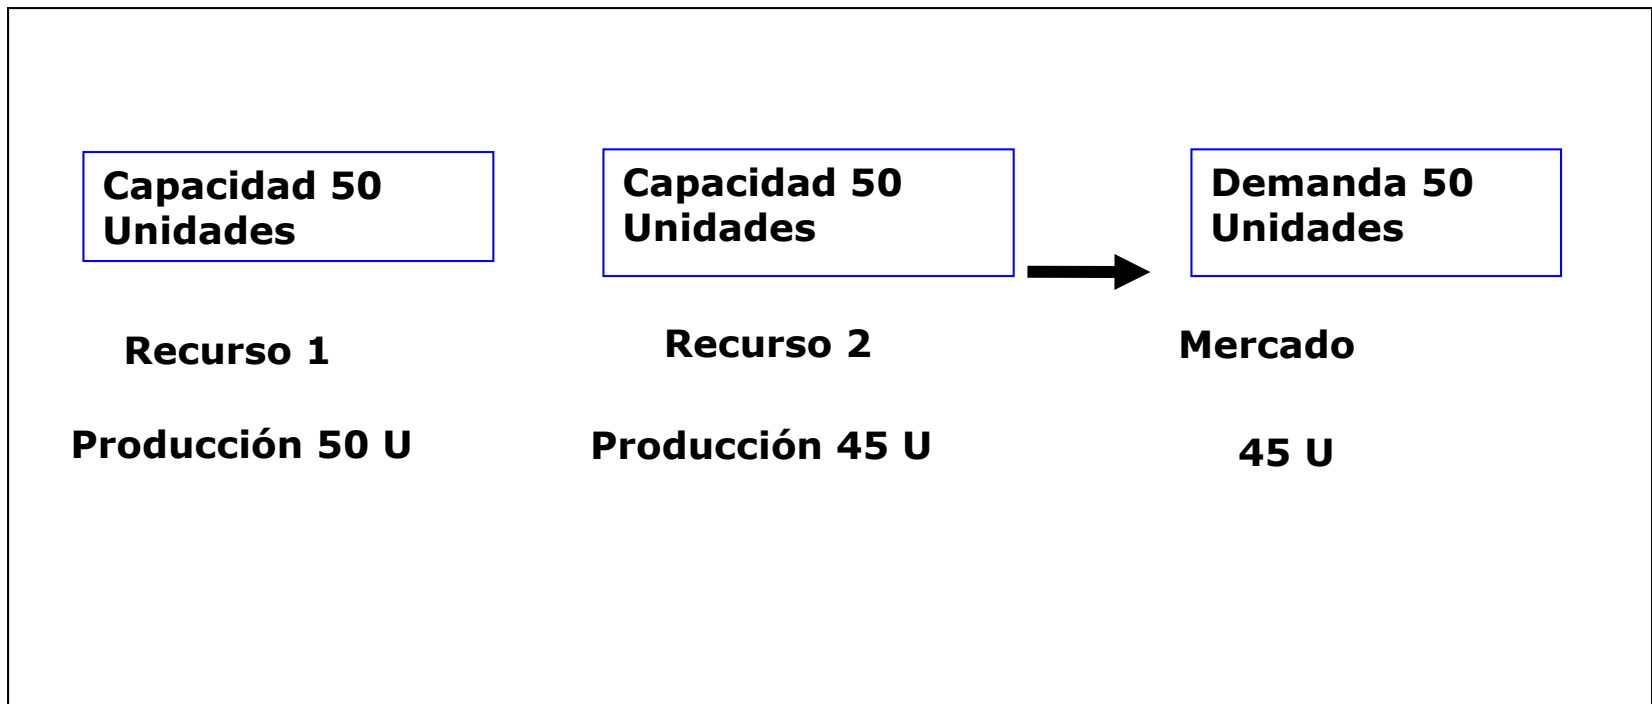 Capacidad 50
Unidades
Capacidad 50
Unidades
Demanda 50
Unidades
Recurso 1
Recurso 2
Mercado
Producción 50 U
Producción 45 U
45 U